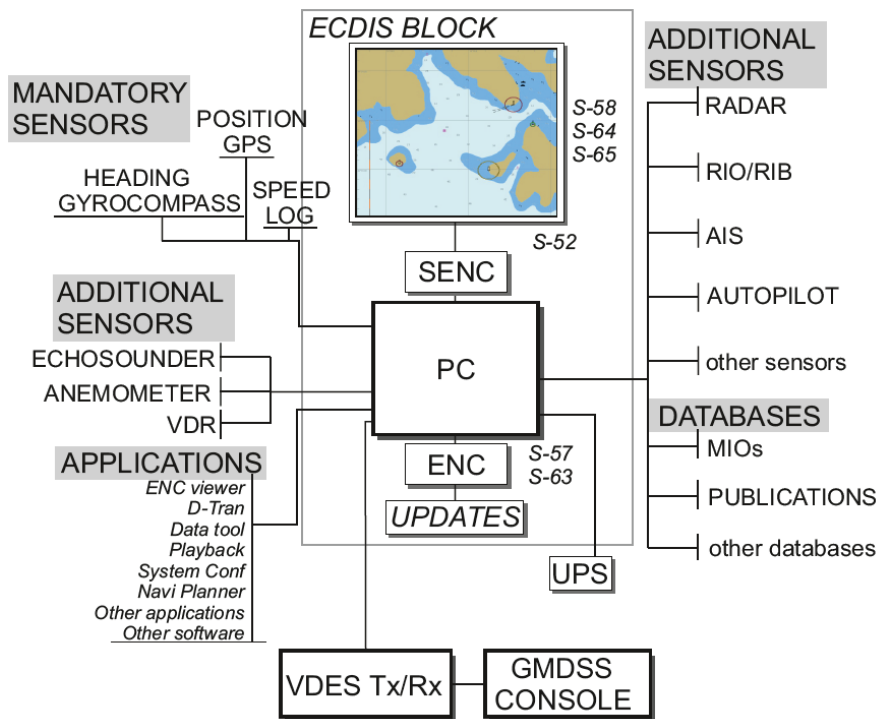 ECDIS BLOCK
MANDATORY
SENSORS
POSITION
GPS
HEADING
GYROCOMPASS
SPEED
LOG
S-58
S-64
S-65
S-52
SENC
PC
ENC
S-57
S-63
UPDATES
ADDITIONAL
SENSORS
ECHOSOUNDER
ANEMOMETER
VDR
APPLICATIONS
ENC viewer
D-Tran
Data tool
Playback
System Conf
Navi Planner
Other applications
Other software
ADDITIONAL
SENSORS
RADAR
RIO/RIB
AIS
AUTOPILOT
other sensors
DATABASES
MIOs
PUBLICATIONS
other databases
UPS
VDES Tx/Rx
GMDSS
CONSOLE